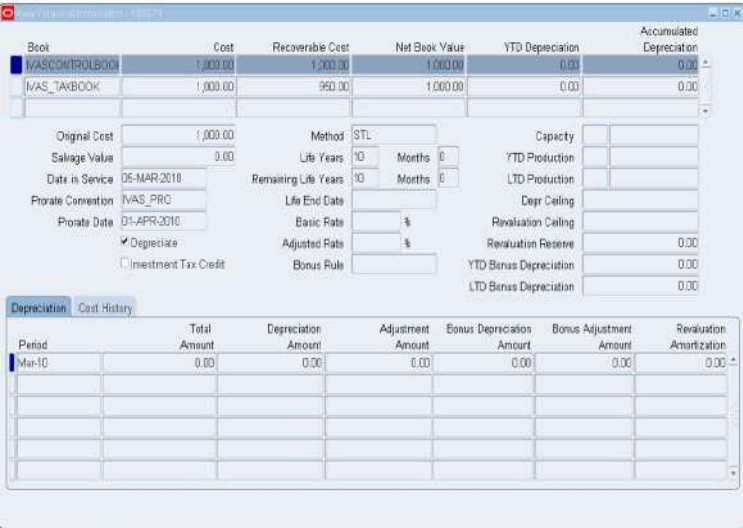 View Financial Information - 
Accumulated
Book Cost Recoverable Cost Net Book Value YTD Depreciation Depreciation
IVASCONTROLBOOK 1,000.00 1,000.00 1,000.00 0.00 0.00
IVAS_TAXBOOK 1,000.00 950.00 1,000.00 0.00 0.00
Original Cost 1,000.00 Method STL Capacity
Salvage Value 0.00 Life Years 10 Months 0 YTD Production
Date in Service 05-MAR-2010 Remaining Life Years 10 Months 0 LTD Production
Prorate Convention IVAS_PRO Life End Date Depr Ceiling
Prorate Date 01-APR-2010 Basic Rate % Revaluation Ceiling
Depreciate Adjusted Rate % Revaluation Reserve 0.00
Investment Tax Credit Bonus Rule YTD Bonus Depreciation 0.00
LTD Bonus Depreciation 0.00
Depreciation Cost History
Total Depreciation Adjustment Bonus Depreciation Bonus Adjustment Revaluation
Period Amount Amount Amount Amount Amount Amortization
Mar-10 0.00 0.00 0.00 0.00 0.00 0.00